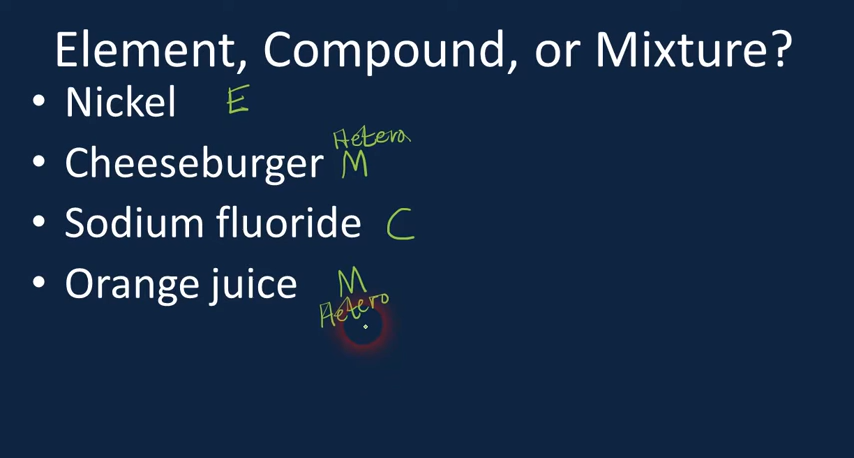 Element, Compound, or Mixture?
• Nickel E
Hetero
• Cheeseburger M
• Sodium fluoride C
• Orange juice M
Hetero